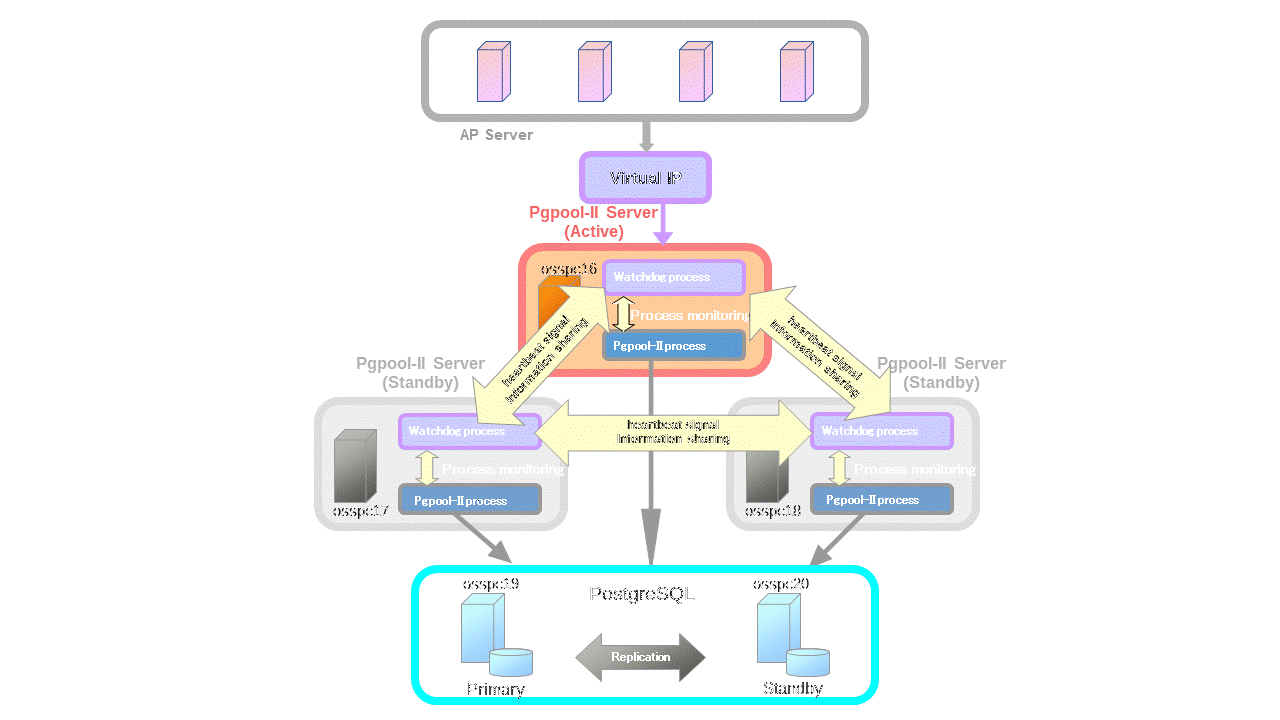 AP Server
Virtual IP
Pgpool-II Server
(Active)
osspc16
Watchdog process
Process monitoring
Pgpool-II process
heartbeat signal
Information sharing
heartbeat signal
Information sharing
Pgpool-II Server
(Standby)
Pgpool-II Server
(Standby)
Watchdog process
heartbeat signal
Information sharing
Watchdog process
Process monitoring
Process monitoring
Pgpool-II process
Pgpool-II process
osspc17
osspc18
osspc19
PostgreSQL
osspc20
Replication
Primary
Standby